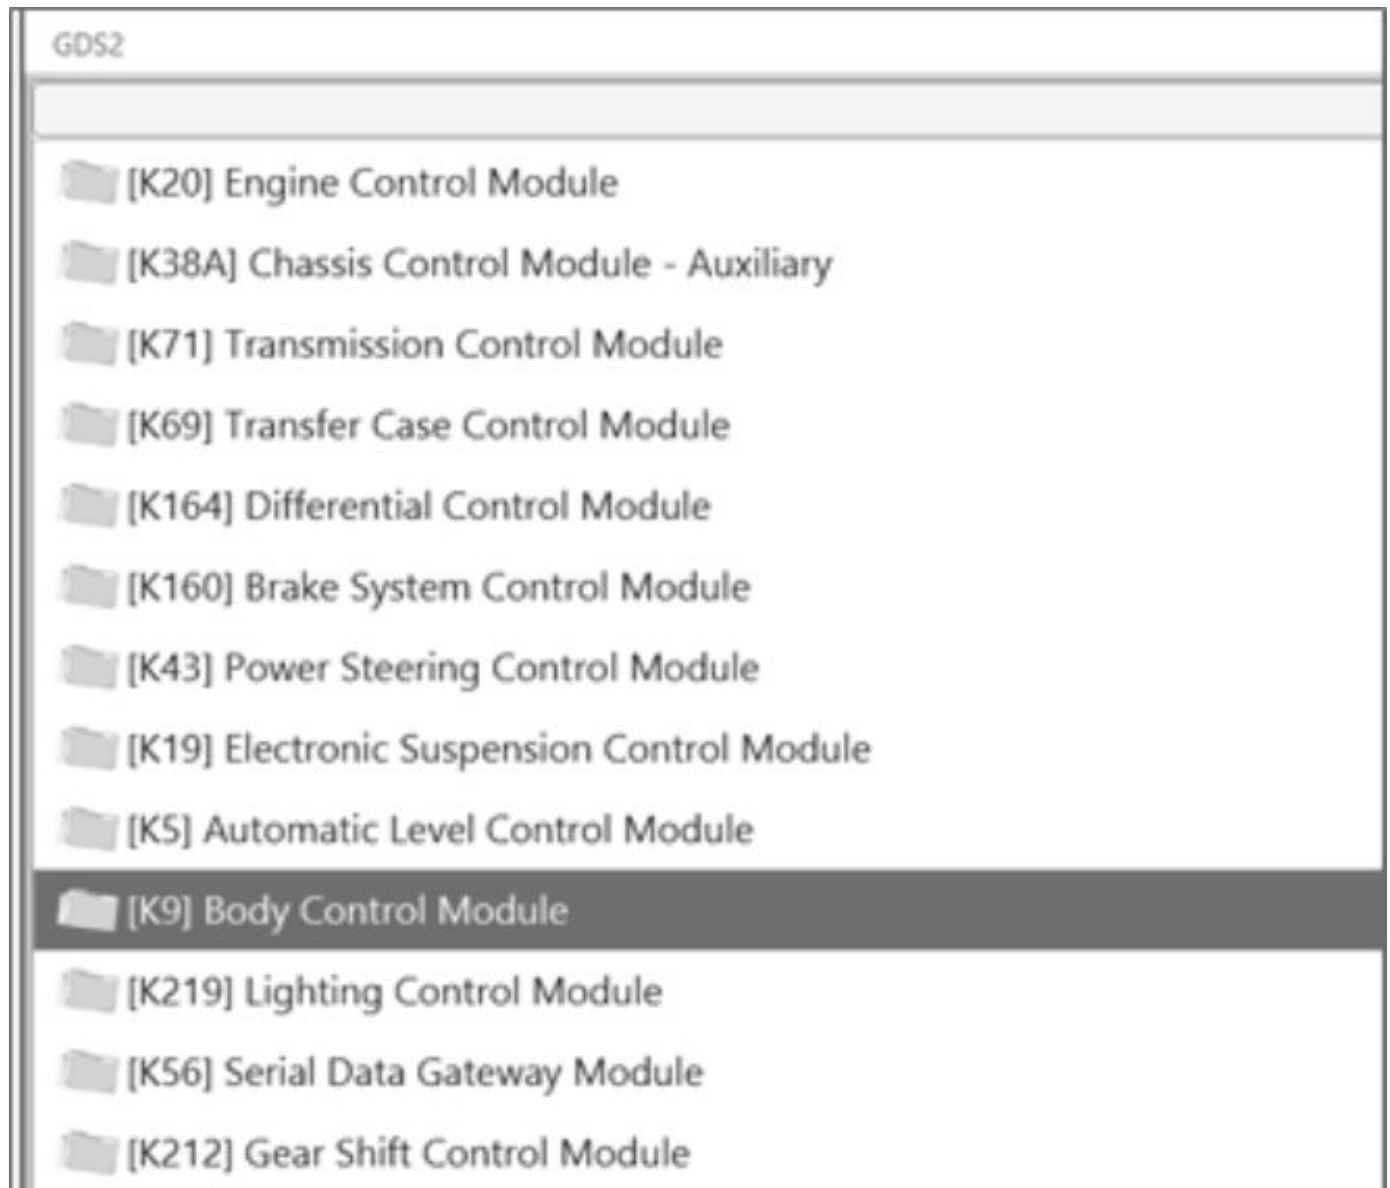 GDS2
[K20] Engine Control Module
[K38A] Chassis Control Module - Auxiliary
[K71] Transmission Control Module
[K69] Transfer Case Control Module
[K164] Differential Control Module
[K160] Brake System Control Module
[K43] Power Steering Control Module
[K19] Electronic Suspension Control Module
[K5] Automatic Level Control Module
[K9] Body Control Module
[K219] Lighting Control Module
[K56] Serial Data Gateway Module
[K212] Gear Shift Control Module